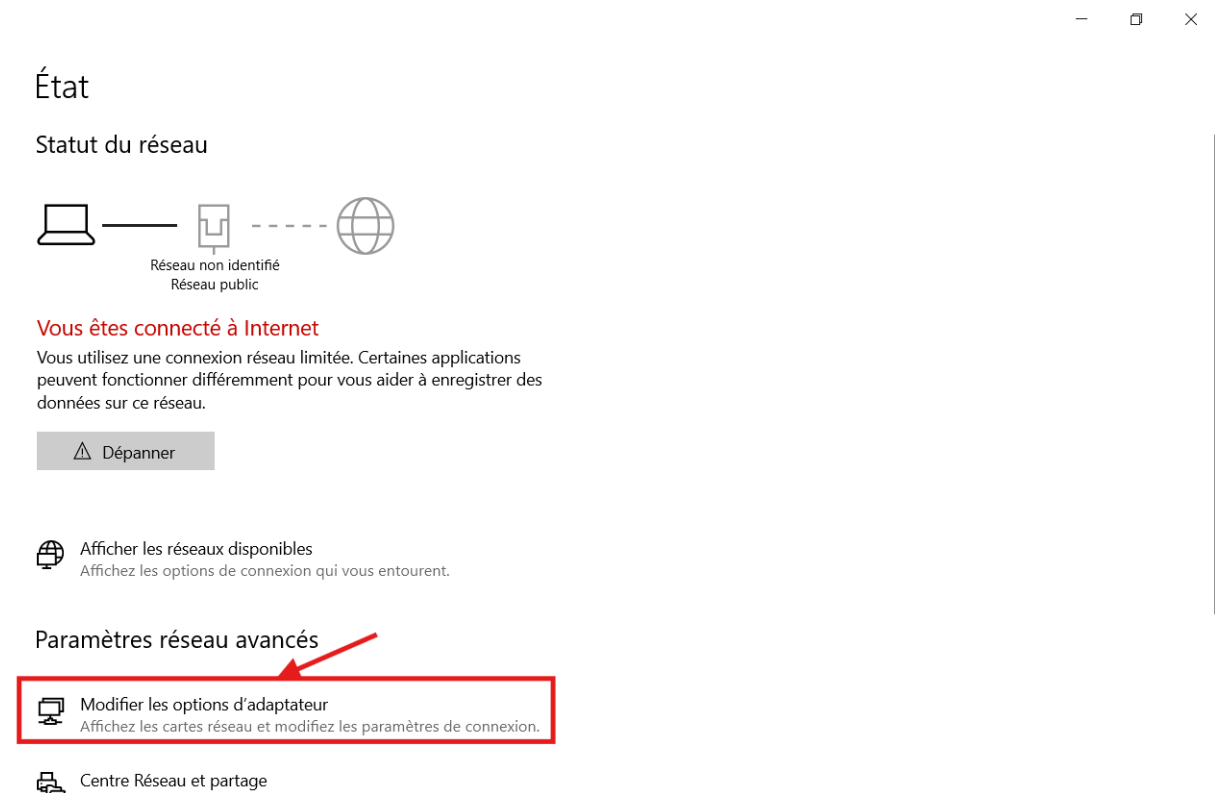 État
Statut du réseau
Réseau non identifié
Réseau public
Vous êtes connecté à Internet
Vous utilisez une connexion réseau limitée. Certaines applications
peuvent fonctionner différemment pour vous aider à enregistrer des
données sur ce réseau.
Dépanner
Afficher les réseaux disponibles
Affichez les options de connexion qui vous entourent.
Paramètres réseau avancés
Modifier les options d’adaptateur
Affichez les cartes réseau et modifiez les paramètres de connexion.
Centre Réseau et partage